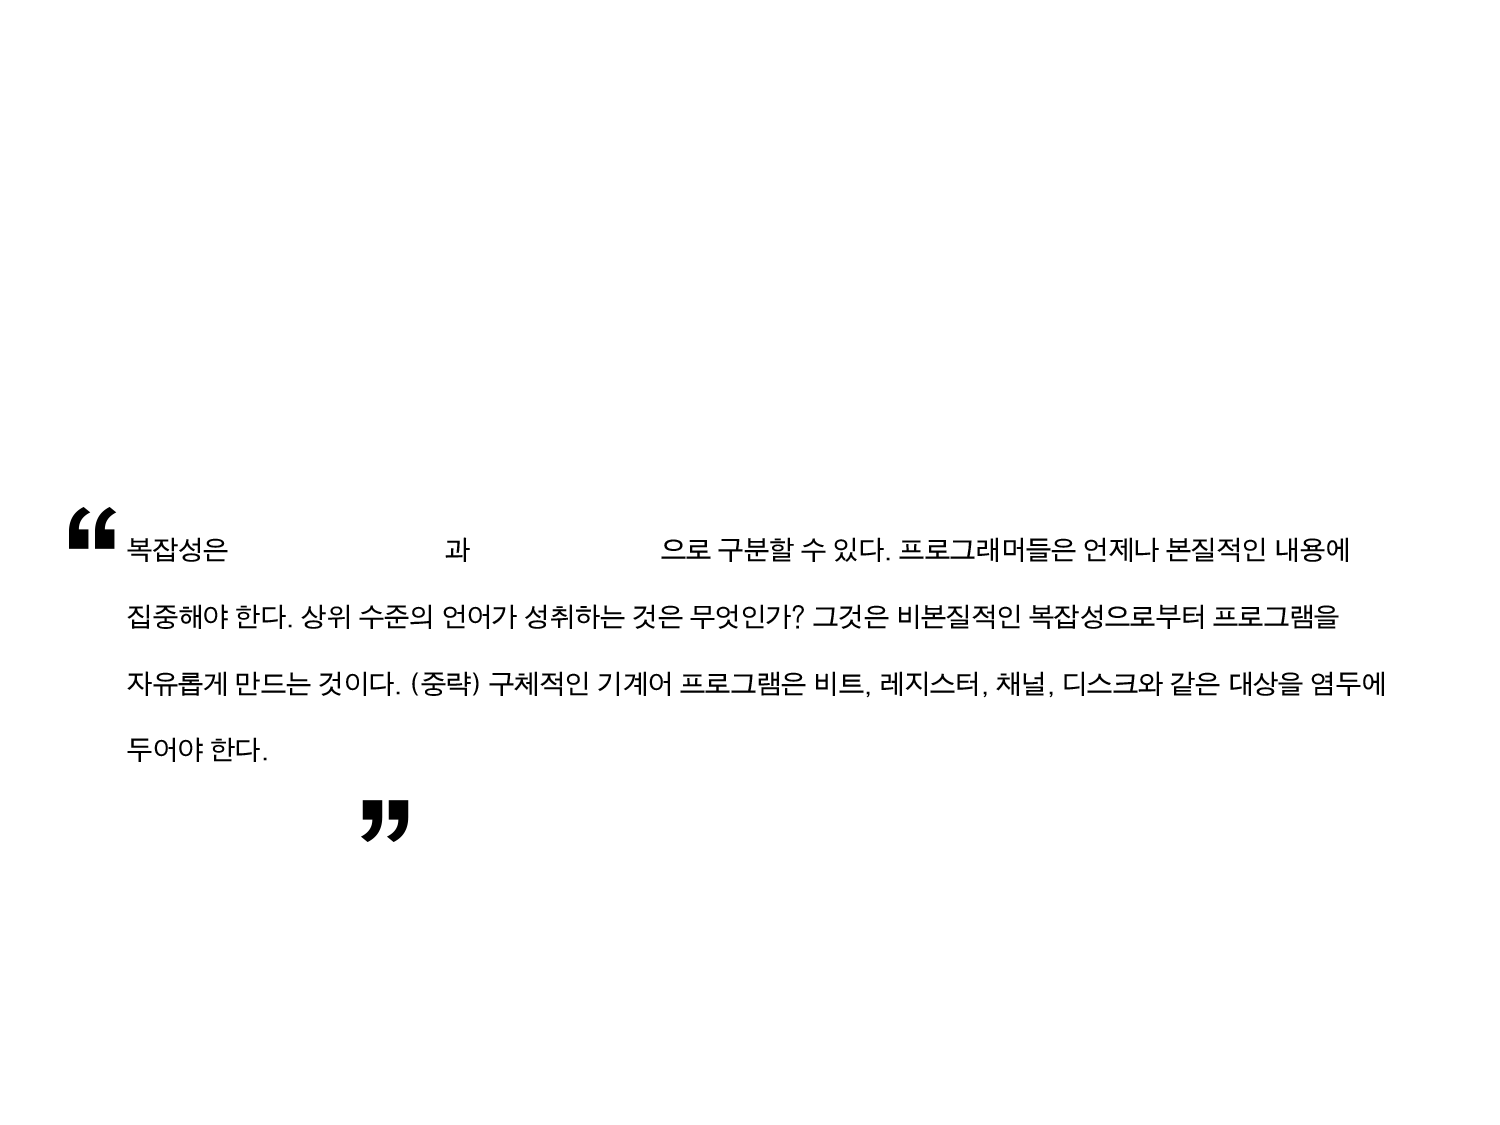 “ 복잡성은 과 으로 구분할 수 있다. 프로그래머들은 언제나 본질적인 내용에
집중해야 한다. 상위 수준의 언어가 성취하는 것은 무엇인가? 그것은 비본질적인 복잡성으로부터 프로그램을
자유롭게 만드는 것이다. (중략) 구체적인 기계어 프로그램은 비트, 레지스터, 채널, 디스크와 같은 대상을 염두에
두어야 한다.
”